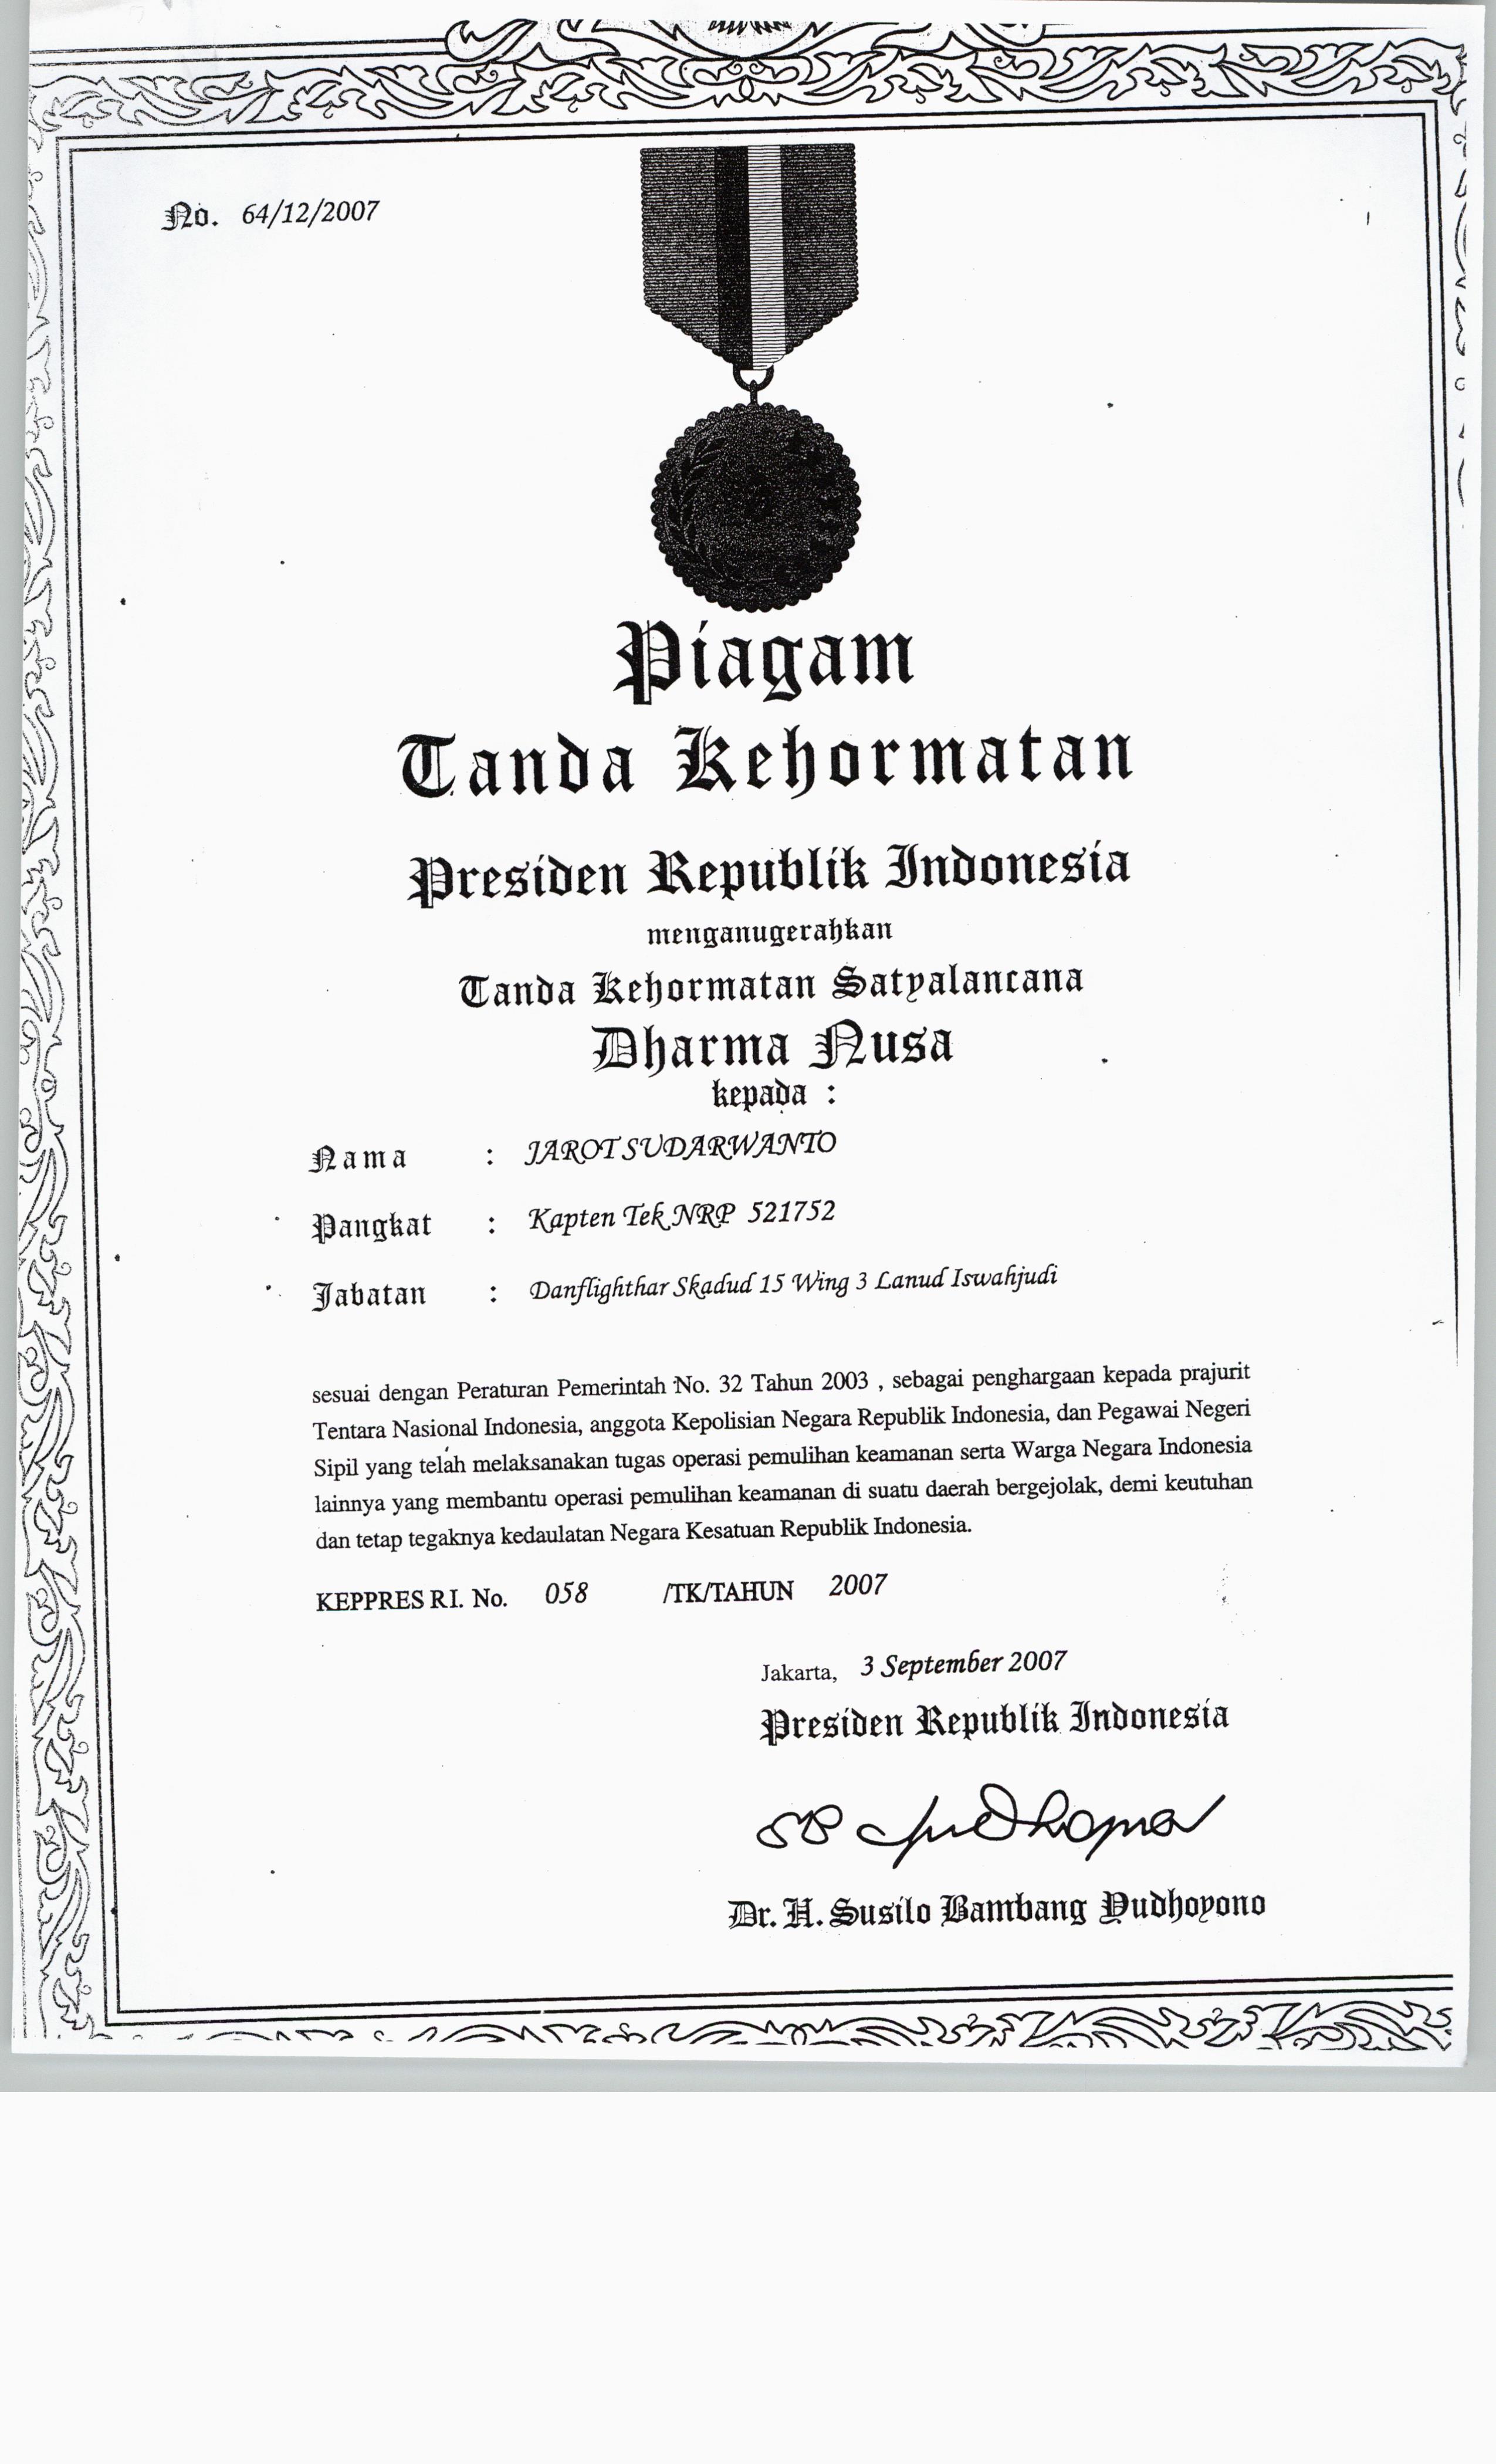 No. 64/12/2007
Piagam
Tanda Kehormatan
Presiden Republik Indonesia
menganugerahkan
Tanda Kehormatan Satyalancana
Dharma Nusa
kepada :
Nama : JAROT SUDARWANTO
Pangkat : Kapten Tek NRP 521752
Jabatan : Danflighthar Skadud 15 Wing 3 Lanud Iswahjudi
sesuai dengan Peraturan Pemerintah No. 32 Tahun 2003 , sebagai penghargaan kepada prajurit
Tentara Nasional Indonesia, anggota Kepolisian Negara Republik Indonesia, dan Pegawai Negeri
Sipil yang telah melaksanakan tugas operasi pemulihan keamanan serta Warga Negara Indonesia
lainnya yang membantu operasi pemulihan keamanan di suatu daerah bergejolak, demi keutuhan
dan tetap tegaknya kedaulatan Negara Kesatuan Republik Indonesia.
KEPPRES RI. No. 058 /TK/TAHUN 2007
Jakarta, 3 September 2007
Presiden Republik Indonesia
SB Yudhoyono
Dr. H. Susilo Bambang Yudhoyono